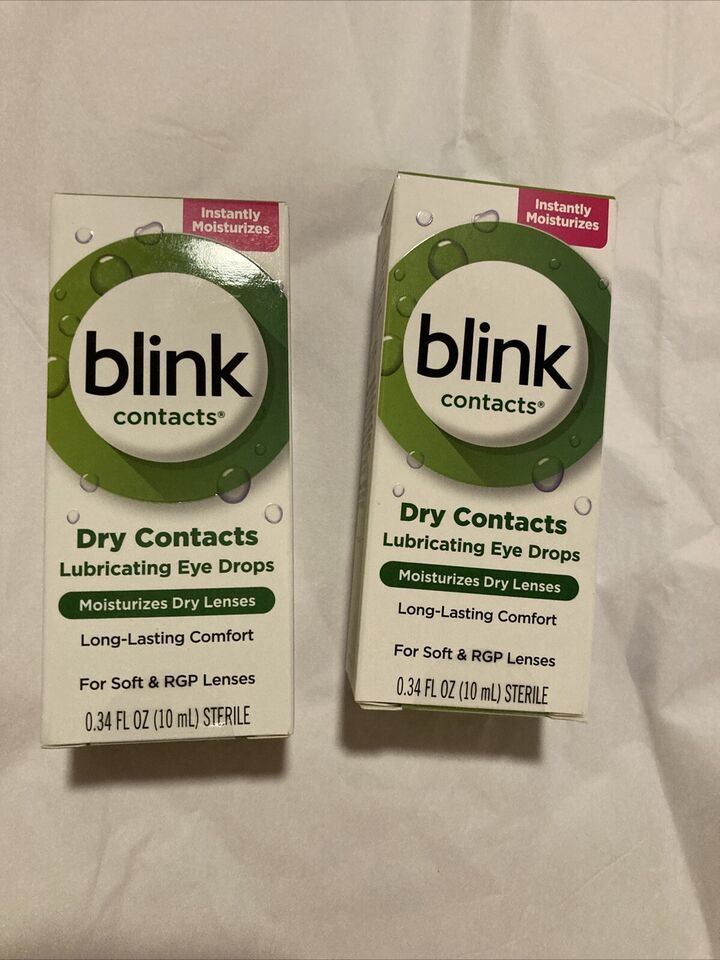 Instantly
Moisturizes
blink
contacts®
Dry Contacts
Lubricating Eye Drops
Moisturizes Dry Lenses
Long-Lasting Comfort
For Soft & RGP Lenses
0.34 FL OZ (10 mL) STERILE
Instantly
Moisturizes
blink
contacts®
Dry Contacts
Lubricating Eye Drops
Moisturizes Dry Lenses
Long-Lasting Comfort
For Soft & RGP Lenses
0.34 FL OZ (10 mL) STERILE